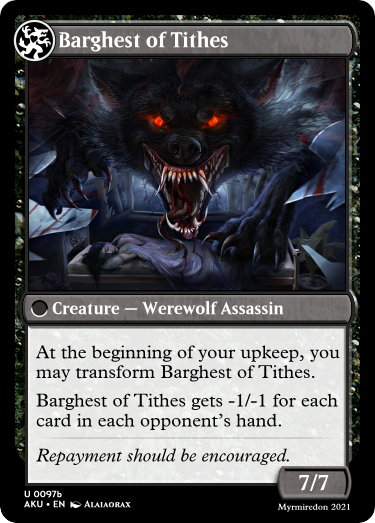 Barghest of Tithes
Creature — Werewolf Assassin
At the beginning of your upkeep, you
may transform Barghest of Tithes.
Barghest of Tithes gets -1/-1 for each
card in each opponent's hand.
Repayment should be encouraged.
7/7
U 0097b
AKU • EN Alaiaorax
Myrmiredon 2021